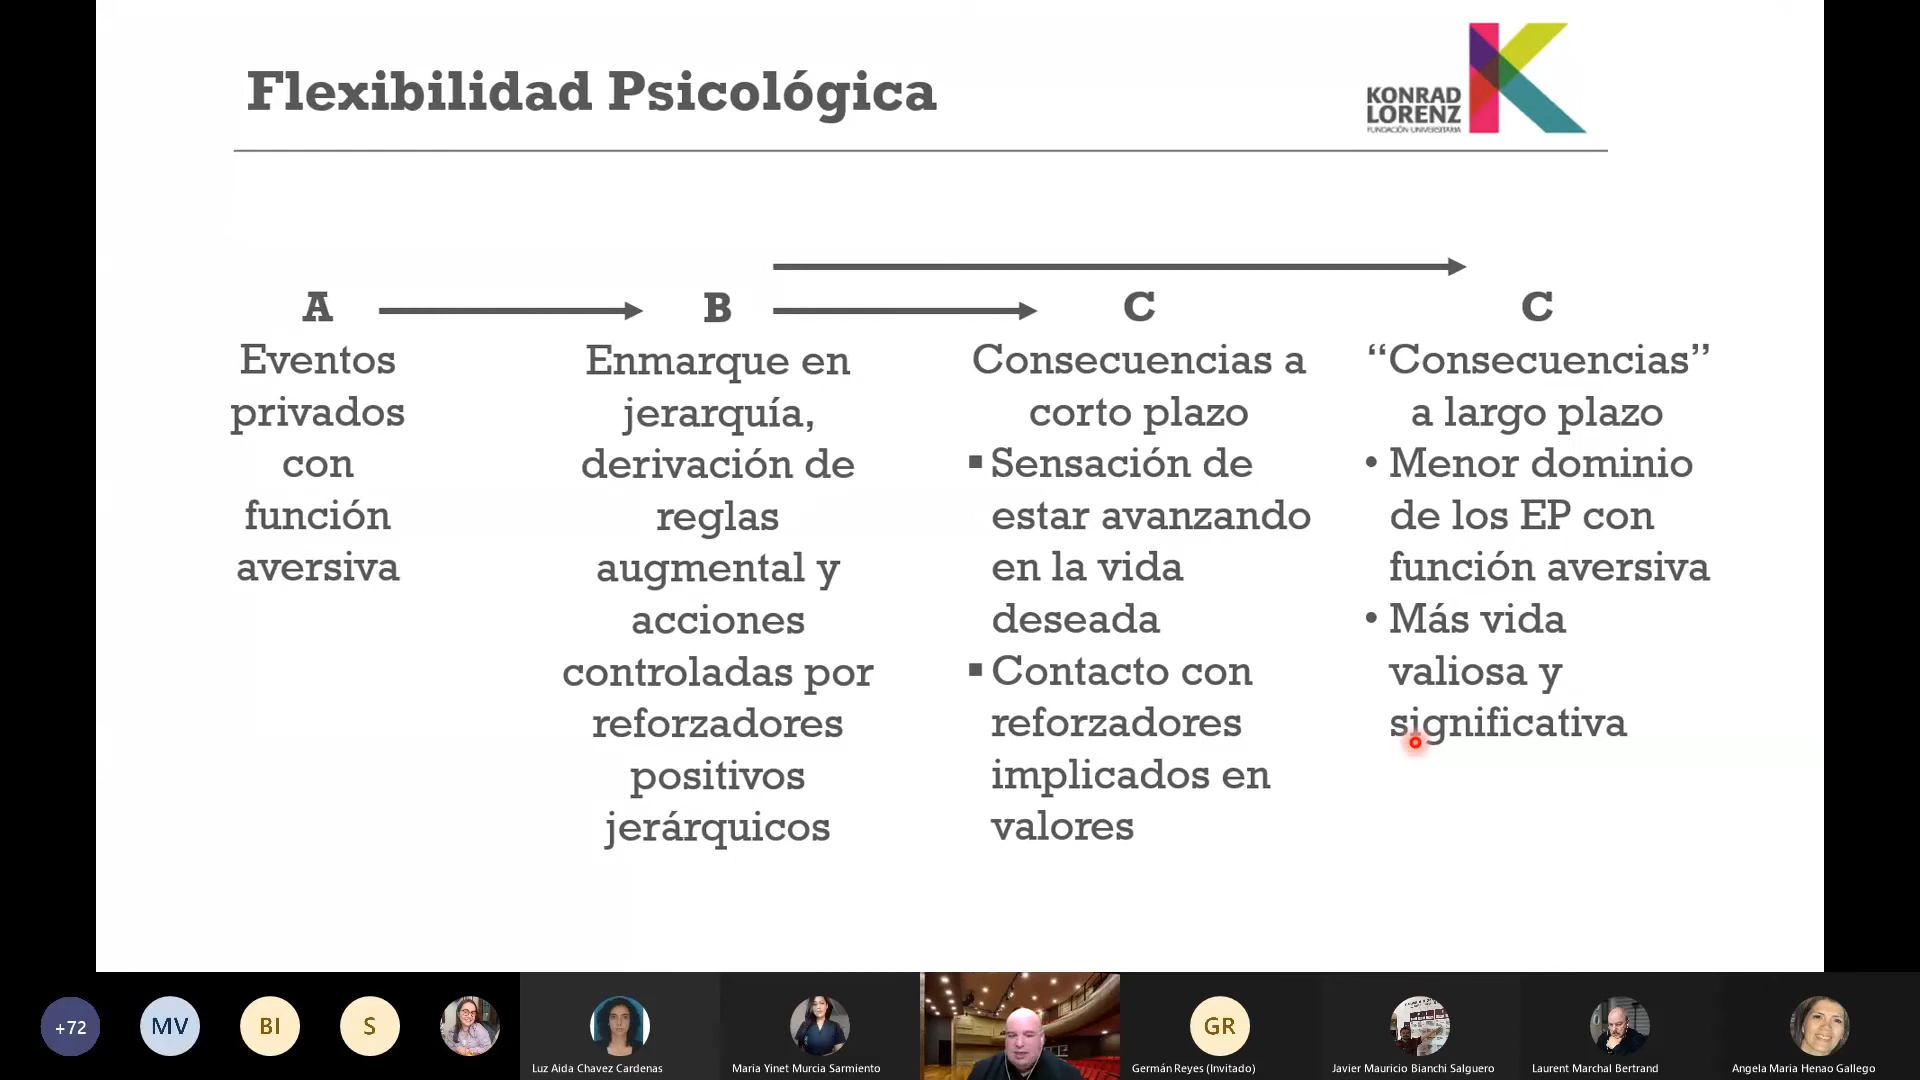 Flexibilidad Psicológica
KONRAD
LORENZ
FUNDACIÓN UNIVERSITARIA
A
Eventos
privados
con
función
aversiva
B
Enmarque en
jerarquía,
derivación de
reglas
augmental y
acciones
controladas por
reforzadores
positivos
jerárquicos
C
Consecuencias a
corto plazo
▪ Sensación de
estar avanzando
en la vida
deseada
▪ Contacto con
reforzadores
implicados en
valores
C
“Consecuencias”
a largo plazo
• Menor dominio
de los EP con
función aversiva
• Más vida
valiosa y
significativa
+72
MV
BI
S
Luz Aida Chavez Cardenas
Maria Yinet Murcia Sarmiento
GR
Germán Reyes (Invitado)
Javier Mauricio Bianchi Salguero
Laurent Marchal Bertrand
Angela Maria Henao Gallego